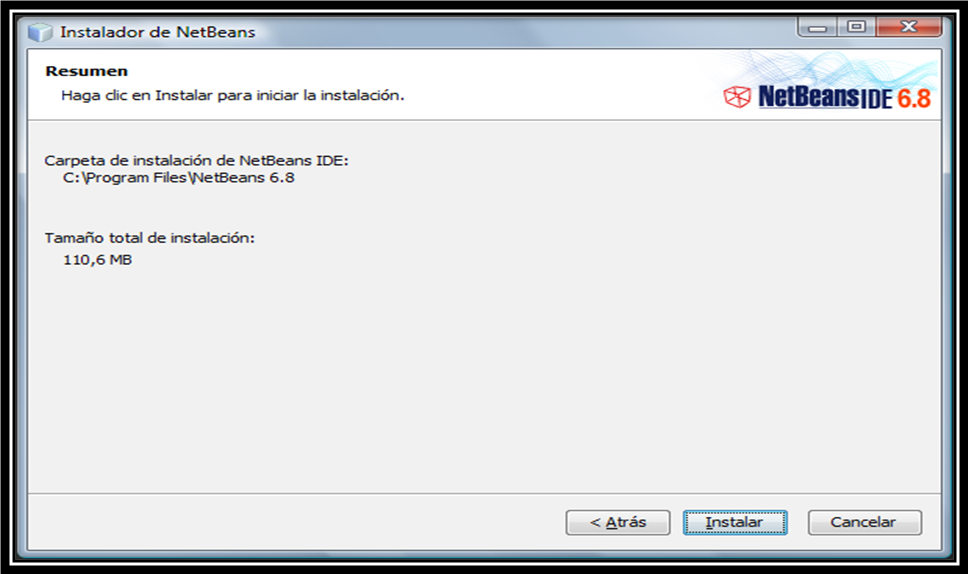 Instalador de NetBeans
Resumen
Haga clic en Instalar para iniciar la instalación.
NetBeans IDE 6.8
Carpeta de instalación de NetBeans IDE:
C:\Program Files\NetBeans 6.8
Tamaño total de instalación:
110,6 MB
< Atrás
Instalar
Cancelar